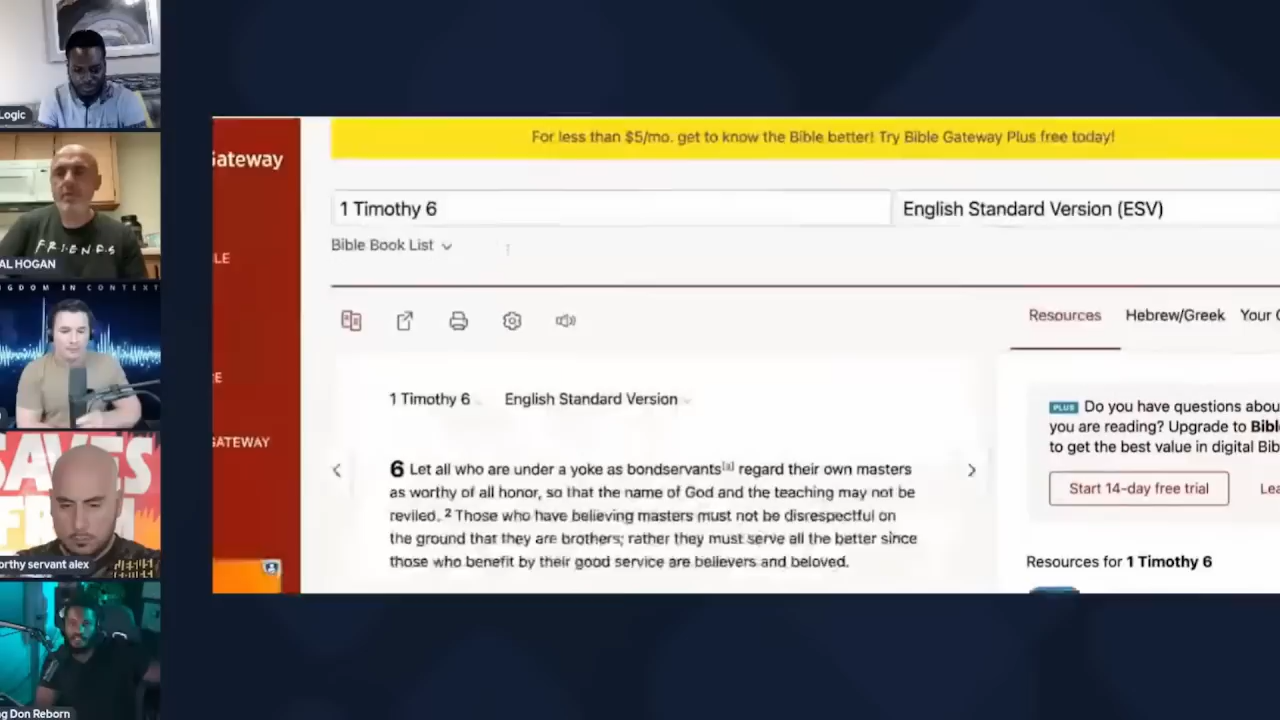 Logic
AL HOGAN
F•R•I•E•N•D•S
GDOM IN CONTEXT
SAVES
FR
orthy servant alex
g Don Reborn
Gateway
For less than $5/mo. get to know the Bible better! Try Bible Gateway Plus free today!
1 Timothy 6
English Standard Version (ESV)
Bible Book List
LE
Resources Hebrew/Greek Your
1 Timothy 6 English Standard Version
E
GATEWAY
6 Let all who are under a yoke as bondservants[a] regard their own masters
as worthy of all honor, so that the name of God and the teaching may not be
reviled. 2 Those who have believing masters must not be disrespectful on
the ground that they are brothers; rather they must serve all the better since
those who benefit by their good service are believers and beloved.
PLUS Do you have questions abou
you are reading? Upgrade to Bibl
to get the best value in digital Bib
Start 14-day free trial Lea
Resources for 1 Timothy 6